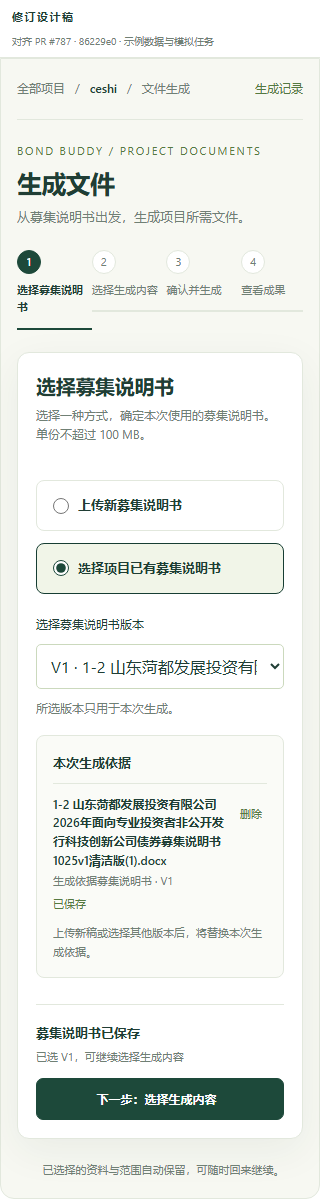 修订设计稿
对齐 PR #787 · 86229e0 · 示例数据与模拟任务
全部项目 / ceshi / 文件生成 生成记录
BOND BUDDY / PROJECT DOCUMENTS
生成文件
从募集说明书出发，生成项目所需文件。
1 2 3 4
选择募集说明书 选择生成内容 确认并生成 查看成果
选择募集说明书
选择一种方式，确定本次使用的募集说明书。
单份不超过 100 MB。
上传新募集说明书
选择项目已有募集说明书
选择募集说明书版本
V1 · 1-2 山东菏都发展投资有
所选版本只用于本次生成。
本次生成依据
1-2 山东菏都发展投资有限公司
2026年面向专业投资者非公开发
行科技创新公司债券募集说明书
1025v1清洁版(1).docx
删除
生成依据募集说明书 · V1
已保存
上传新稿或选择其他版本后，将替换本次生
成依据。
募集说明书已保存
已选 V1，可继续选择生成内容
下一步：选择生成内容
已选择的资料与范围自动保留，可随时回来继续。